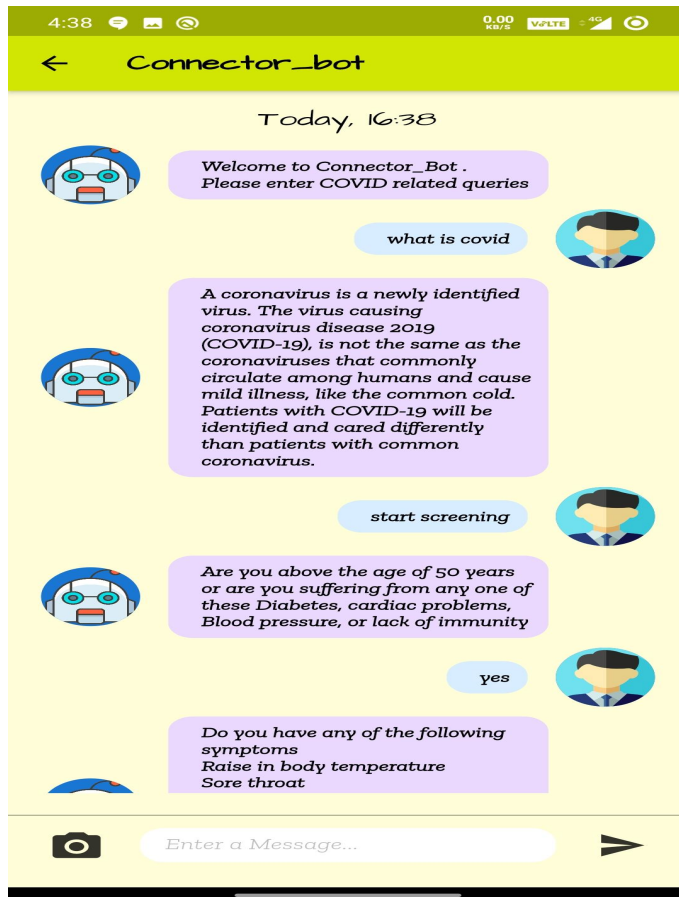 4:38
0.00
KB/S
VoLTE
4G
Connector_bot
Today, 16:38
Welcome to Connector_Bot .
Please enter COVID related queries
what is covid
A coronavirus is a newly identified
virus. The virus causing
coronavirus disease 2019
(COVID-19), is not the same as the
coronaviruses that commonly
circulate among humans and cause
mild illness, like the common cold.
Patients with COVID-19 will be
identified and cared differently
than patients with common
coronavirus.
start screening
Are you above the age of 50 years
or are you suffering from any one of
these Diabetes, cardiac problems,
Blood pressure, or lack of immunity
yes
Do you have any of the following
symptoms
Raise in body temperature
Sore throat
Enter a Message...